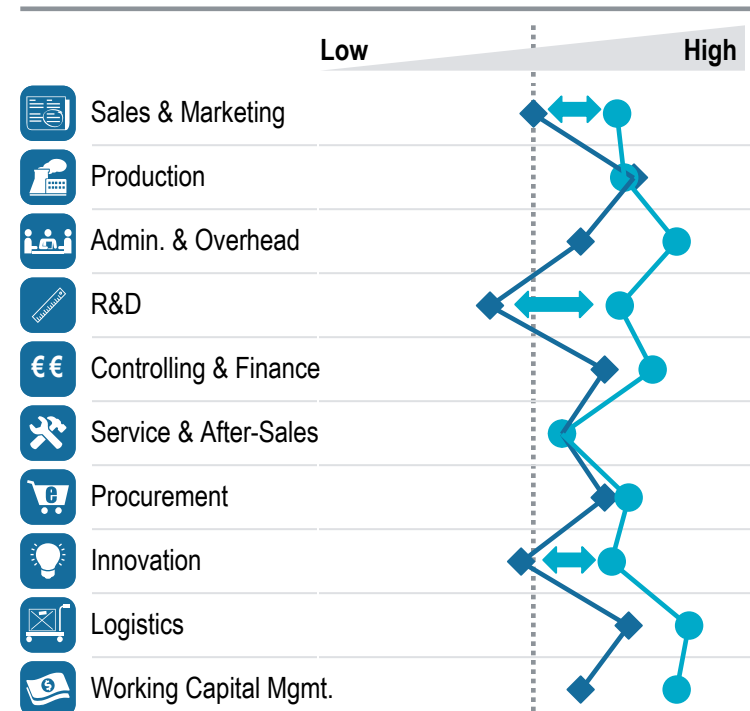 Low High
Sales & Marketing
Production
Admin. & Overhead
R&D
€ € Controlling & Finance
Service & After-Sales
e Procurement
Innovation
Logistics
Working Capital Mgmt.